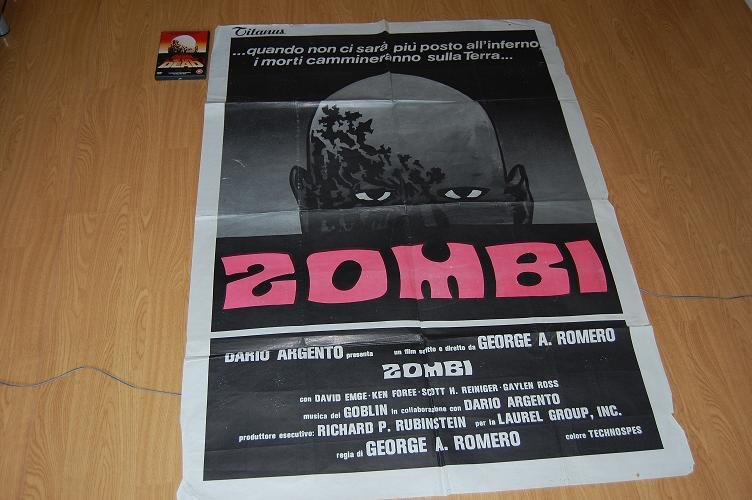 Titanus
...quando non ci sarà più posto all'inferno
i morti cammineranno sulla Terra...
DEAD
ZOMBI
DARIO ARGENTO presenta un film scritto e diretto da GEORGE A. ROMERO
ZOMBI
con DAVID EMGE · KEN FOREE · SCOTT H. REINIGER · GAYLEN ROSS
musica dei GOBLIN in collaborazione con DARIO ARGENTO
produttore esecutivo: RICHARD P. RUBINSTEIN per la LAUREL GROUP, INC.
regia di GEORGE A. ROMERO colore TECHNOSPES